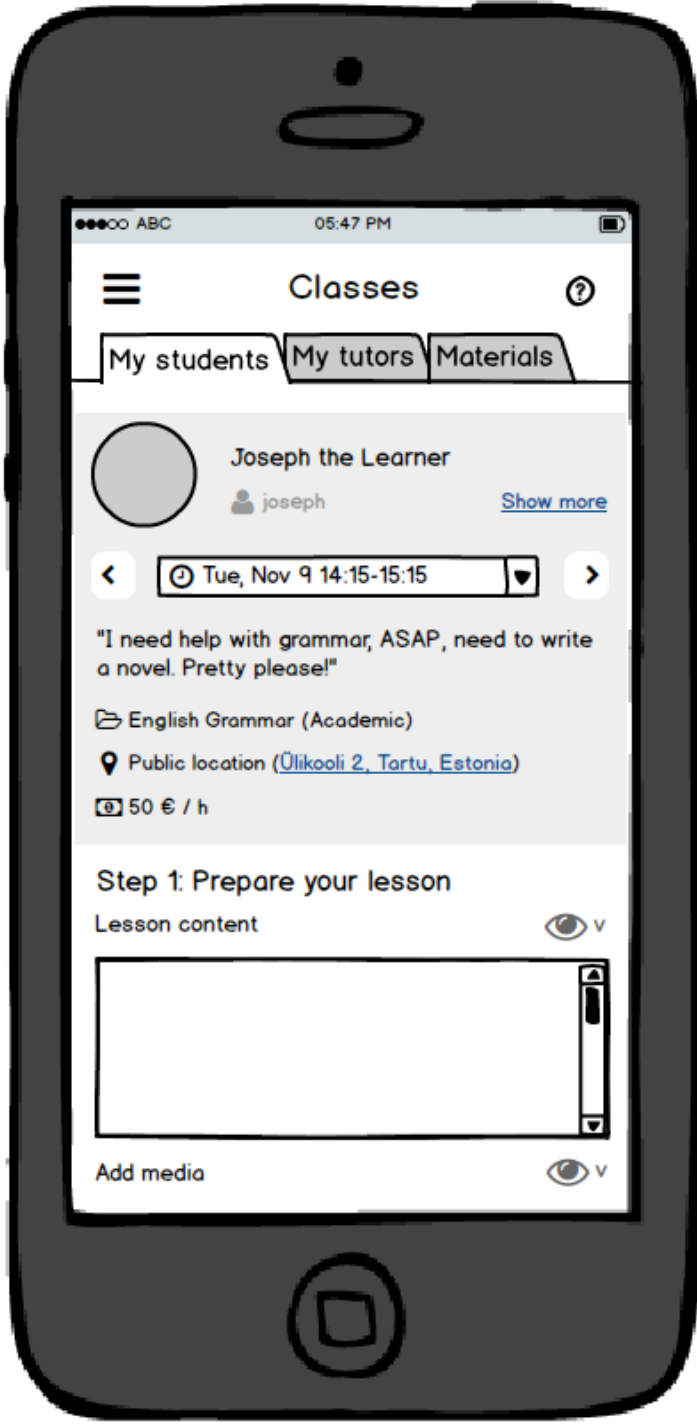 ABC 05:47 PM
Classes
My students My tutors Materials
Joseph the Learner
joseph Show more
Tue, Nov 9 14:15-15:15
"I need help with grammar, ASAP, need to write
a novel. Pretty please!"
English Grammar (Academic)
Public location (Ülikooli 2, Tartu, Estonia)
50 € / h
Step 1: Prepare your lesson
Lesson content
Add media